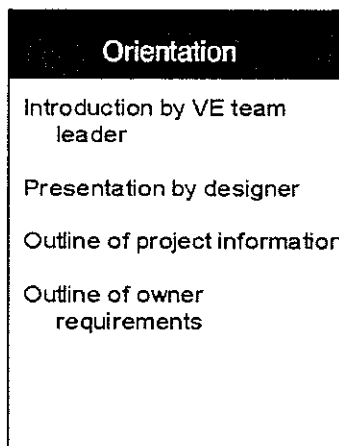 Orientation
Introduction by VE team
leader
Presentation by designer
Outline of project information
Outline of owner
requirements